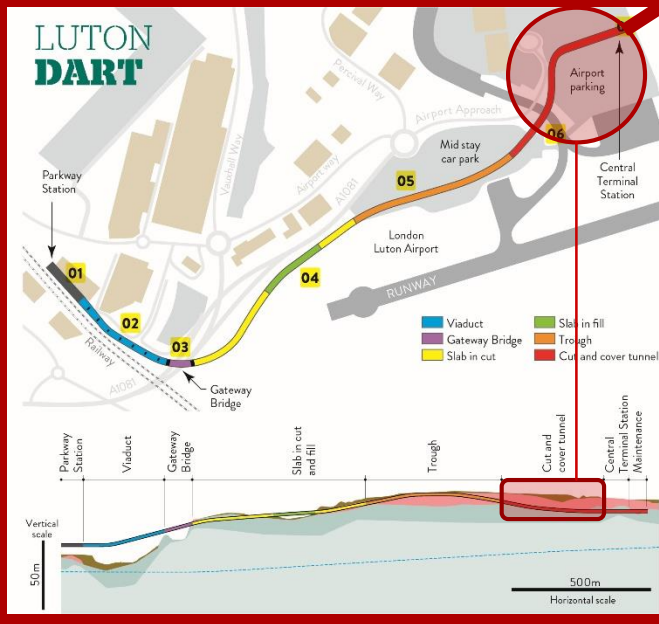 LUTON
DART
Parkway
Station
01
02
03
04
05
06
Vauxhall Way
Percival Way
Airport way
A1081
Airport Approach
Mid stay
car park
Airport
parking
Central
Terminal
Station
London
Luton Airport
RUNWAY
Railway
A1081
Gateway
Bridge
Viaduct
Gateway Bridge
Slab in cut
Slab in fill
Trough
Cut and cover tunnel
Parkway
Station
Viaduct
Gateway
Bridge
Slab in cut
and fill
Trough
Cut and
cover tunnel
Central
Terminal Station
Maintenance
Vertical
scale
50m
500m
Horizontal scale